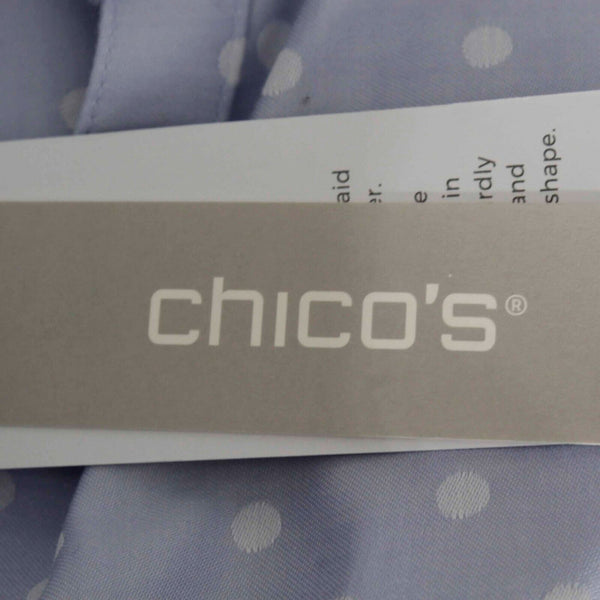 chico's®
aid
er.
e
in
rdly
and
shape.